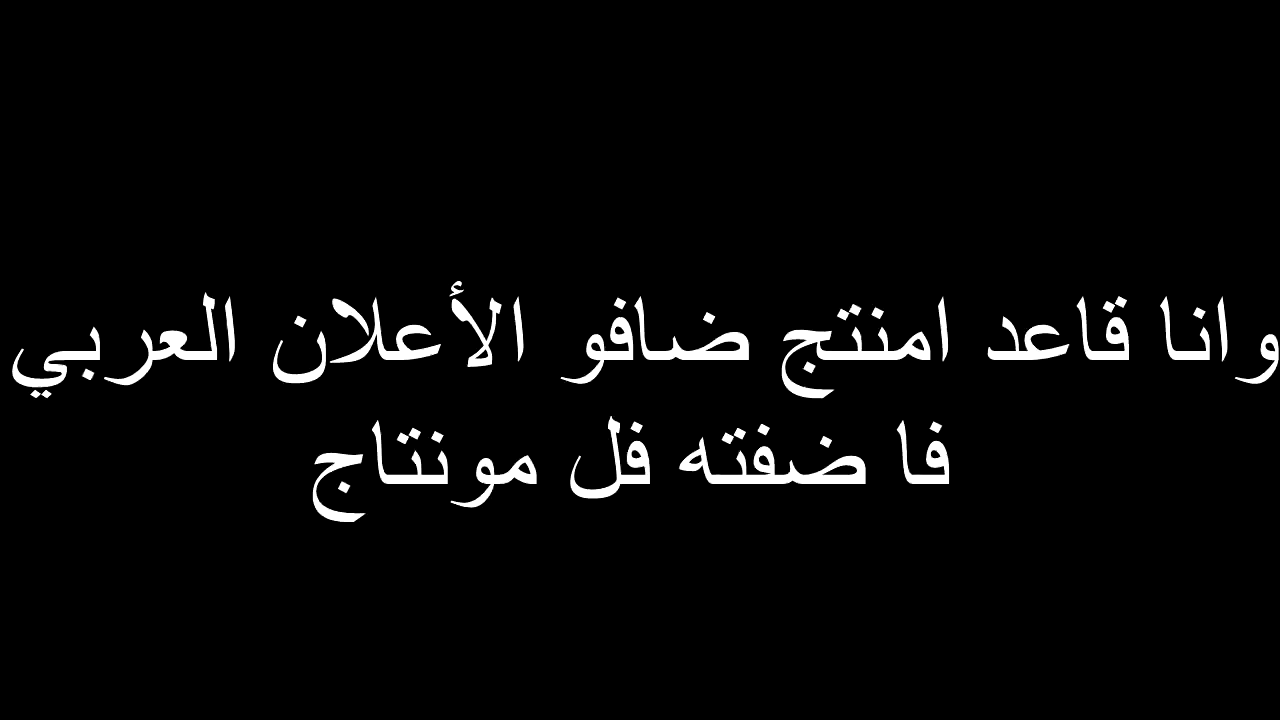 وانا قاعد امنتج ضافو الأعلان العربي
فا ضفته فل مونتاج